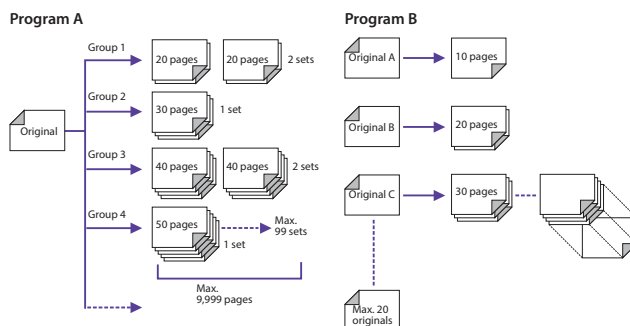 Program A
Group 1
20 pages
20 pages
2 sets
Group 2
30 pages
1 set
Original
Group 3
40 pages
40 pages
2 sets
Group 4
50 pages
1 set
Max.
99 sets
Max.
9,999 pages
Program B
Original A
10 pages
Original B
20 pages
Original C
30 pages
Max. 20
originals